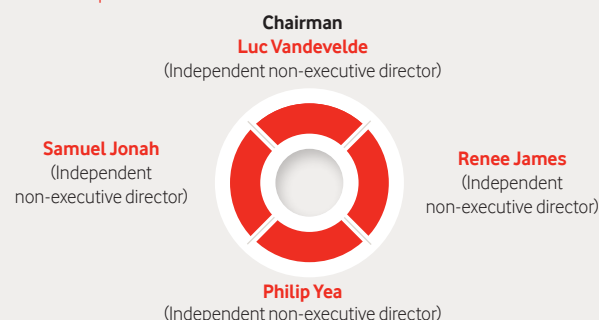 Chairman
Luc Vandevelde
(Independent non-executive director)
Samuel Jonah
(Independent
non-executive director)
Renee James
(Independent
non-executive director)
Philip Yea
(Independent non-executive director)